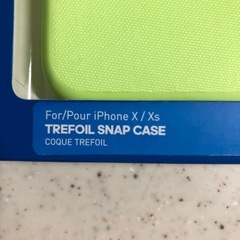 For/Pour iPhone X / Xs
TREFOIL SNAP CASE
COQUE TREFOIL